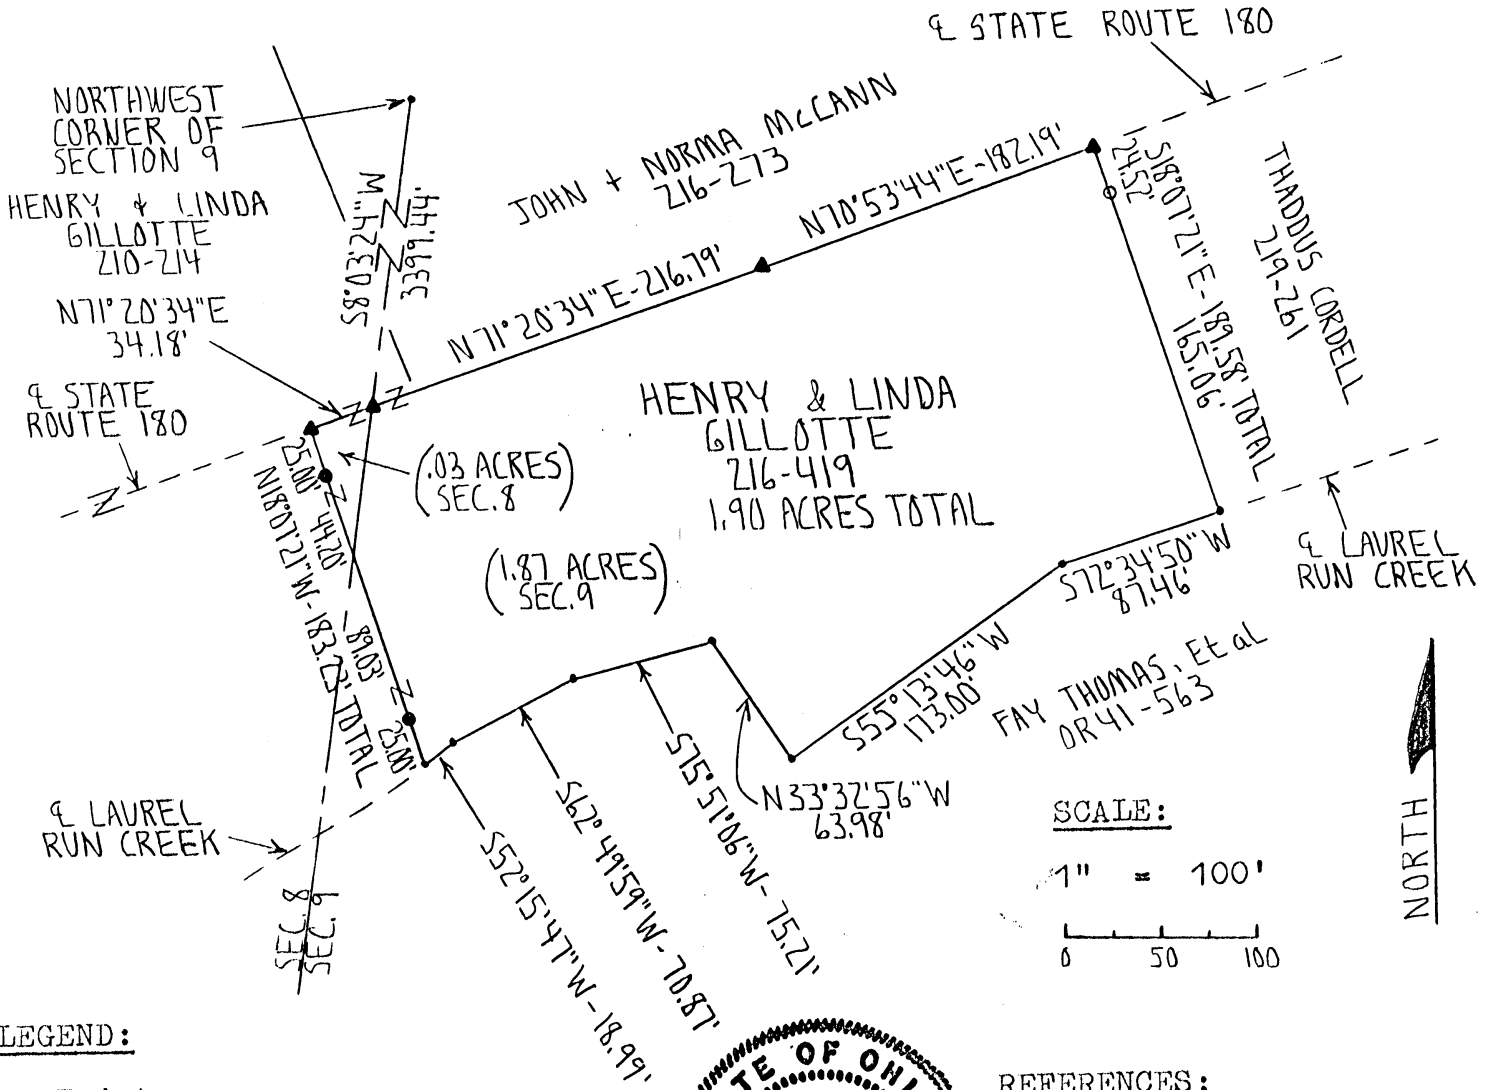 ℄ STATE ROUTE 180
NORTHWEST
CORNER OF
SECTION 9
HENRY & LINDA
GILLOTTE
210-214
N71°20'34"E
34.18'
℄ STATE
ROUTE 180
S8°03'24"W
3399.44'
JOHN + NORMA McCANN
216-273
N71°20'34"E-216.79'
N70°53'44"E-182.19'
24.52'
S18°07'21"E-189.58' TOTAL
165.06'
THADDUS CORDELL
219-261
HENRY & LINDA
GILLOTTE
216-419
1.90 ACRES TOTAL
(.03 ACRES)
SEC.8
(1.87 ACRES)
SEC.9
25.00'
44.20'
89.03'
25.00'
N18°07'21"W-183.23' TOTAL
S72°34'50"W
87.46'
℄ LAUREL
RUN CREEK
S55°13'46"W
173.00'
FAY THOMAS, Et al
OR41-563
N33°32'56"W
63.98'
S75°51'06"W-75.21'
S62°49'59"W-70.87'
S52°15'47"W-18.99'
℄ LAUREL
RUN CREEK
SEC. 8
SEC. 9
SCALE:
1" = 100'
0 50 100
NORTH
LEGEND:
REFERENCES: